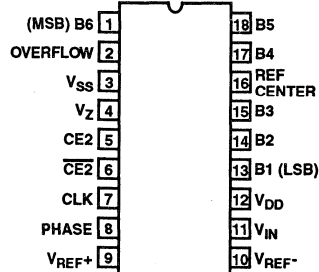 (MSB) B6 1 18 B5
OVERFLOW 2 17 B4
VSS 3 16 REF CENTER
VZ 4 15 B3
CE2 5 14 B2
CE2 6 13 B1 (LSB)
CLK 7 12 VDD
PHASE 8 11 VIN
VREF+ 9 10 VREF-